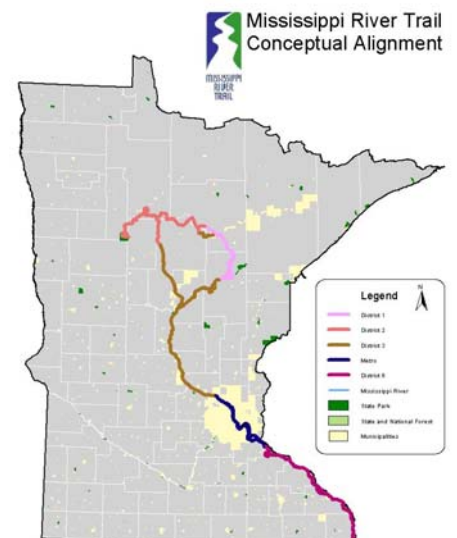 Mississippi River Trail
Conceptual Alignment
MISSISSIPPI
RIVER
TRAIL
N
Legend
District 1
District 2
District 3
Metro
District 6
Mississippi River
State Park
State and National Forest
Municipalities